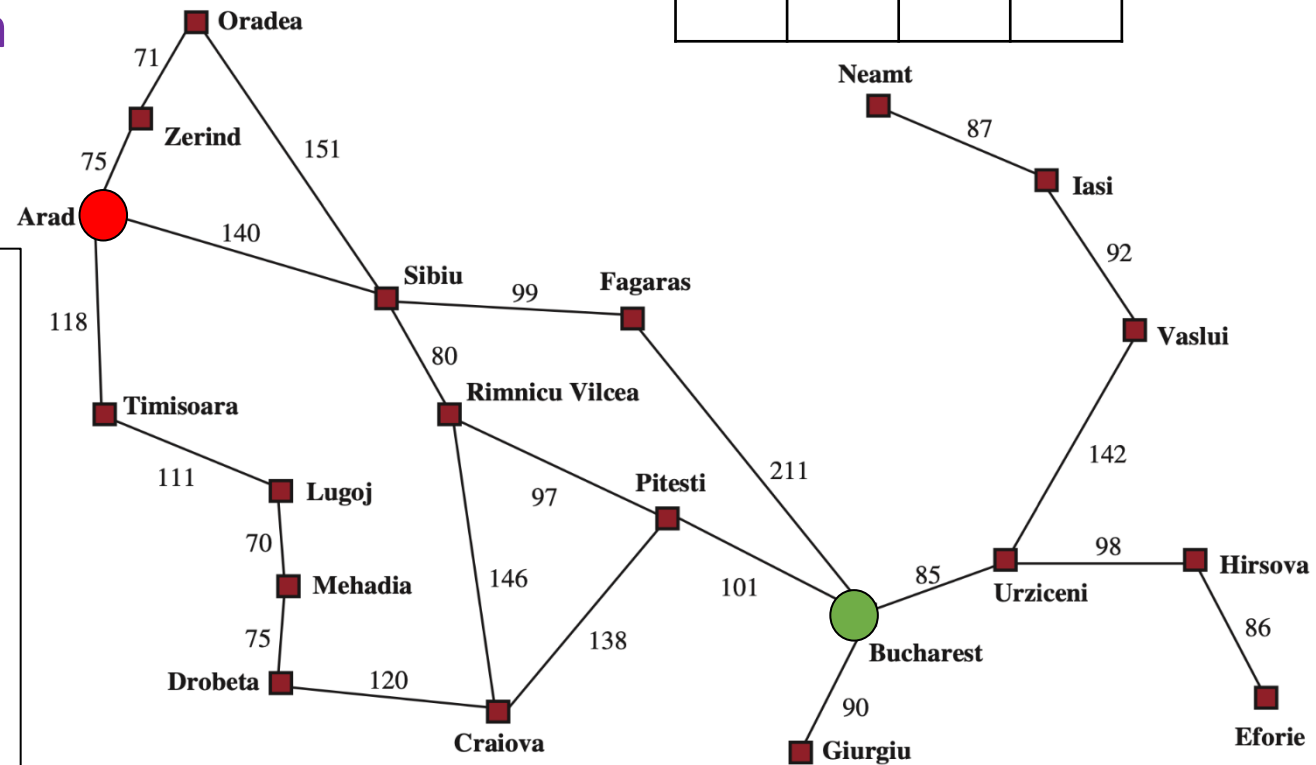 Oradea
71
Neamt
87
Zerind
151
75
Iasi
Arad
140
92
Sibiu
Fagaras
99
118
Vaslui
80
Rimnicu Vilcea
Timisoara
142
211
111
Lugoj
97
Pitesti
70
98
Hirsova
146
101
85
Urziceni
Mehadia
86
75
138
Bucharest
Drobeta
120
90
Craiova
Giurgiu
Eforie